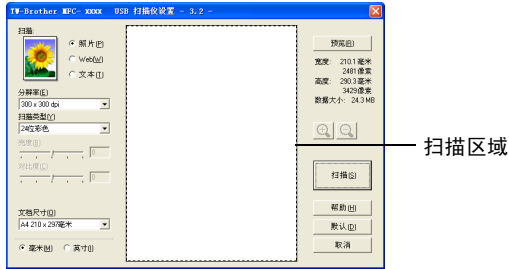 TW-Brother MFC- xxxx USB 扫描仪设置 - 3.2 -
扫描:
照片(P)
Web(W)
文本(T)
分辨率(E)
300 x 300 dpi
扫描类型(Y)
24位彩色
亮度(B)
0
对比度(C)
0
文档尺寸(D)
A4 210 x 297毫米
毫米(M) 英寸(I)
预览(E)
宽度: 210.1 毫米
2481 像素
高度: 290.3 毫米
3429 像素
数据大小: 24.3 MB
扫描(S)
帮助(H)
默认(D)
取消
扫描区域